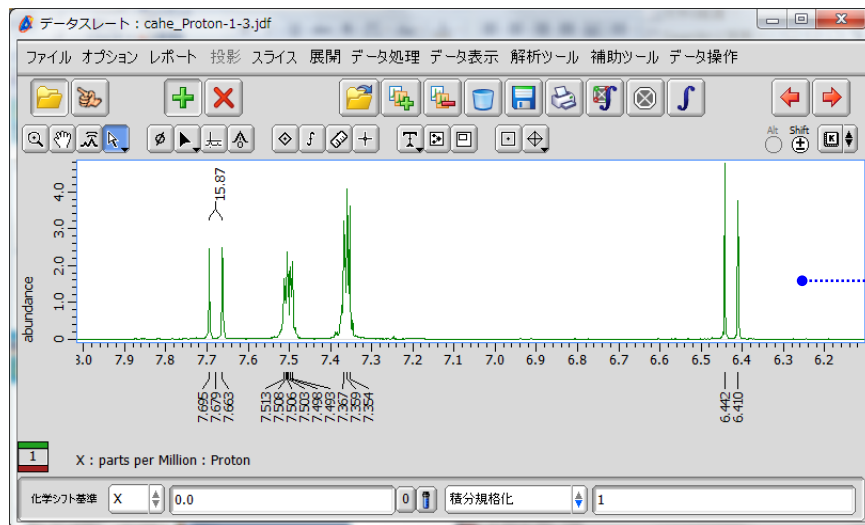 データスレート : cahe_Proton-1-3.jdf
ファイル オプション レポート 投影 スライス 展開 データ処理 データ表示 解析ツール 補助ツール データ操作
Alt Shift
K
abundance
4.0
3.0
2.0
1.0
0
15.87
3.0 7.9 7.8 7.7 7.6 7.5 7.4 7.3 7.2 7.1 7.0 6.9 6.8 6.7 6.6 6.5 6.4 6.3 6.2
7.695 7.679 7.663 7.513 7.508 7.506 7.503 7.498 7.493 7.367 7.359 7.354 6.442 6.410
1
X : parts per Million : Proton
化学シフト基準 X 0.0 0 積分規格化 1